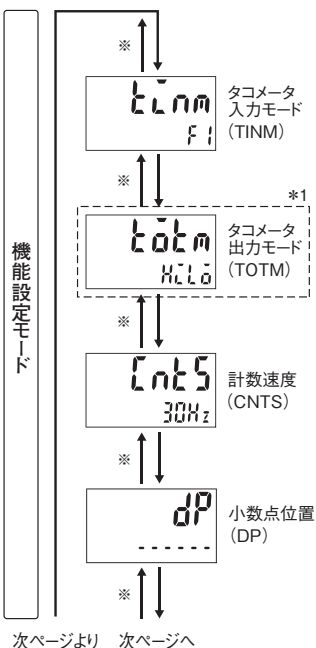 機能設定モード
※
tinm
F1
タコメータ
入力モード
(TINM)
※
*1
totm
HiLo
タコメータ
出力モード
(TOTM)
※
CntS
30Hz
計数速度
(CNTS)
※
dP
------
小数点位置
(DP)
※
次ページより 次ページへ